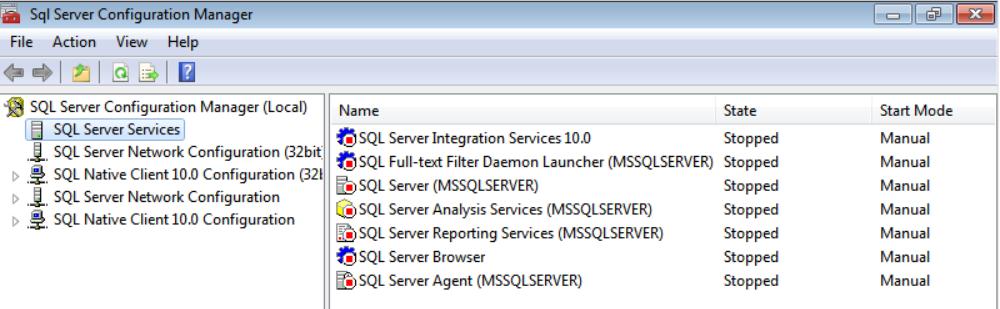 Sql Server Configuration Manager
File Action View Help
SQL Server Configuration Manager (Local)
SQL Server Services
SQL Server Network Configuration (32bit
SQL Native Client 10.0 Configuration (32b
SQL Server Network Configuration
SQL Native Client 10.0 Configuration
Name State Start Mode
SQL Server Integration Services 10.0 Stopped Manual
SQL Full-text Filter Daemon Launcher (MSSQLSERVER) Stopped Manual
SQL Server (MSSQLSERVER) Stopped Manual
SQL Server Analysis Services (MSSQLSERVER) Stopped Manual
SQL Server Reporting Services (MSSQLSERVER) Stopped Manual
SQL Server Browser Stopped Manual
SQL Server Agent (MSSQLSERVER) Stopped Manual